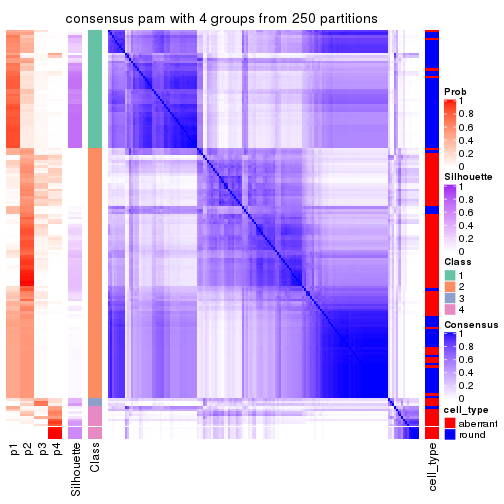 consensus pam with 4 groups from 250 partitions
Prob
1
0.8
0.6
0.4
0.2
0
Silhouette
1
0.8
0.6
0.4
0.2
0
Class
1
2
3
4
Consensus
1
0.8
0.6
0.4
0.2
0
cell_type
aberrant
round
p1
p2
p3
p4
Silhouette
Class
cell_type